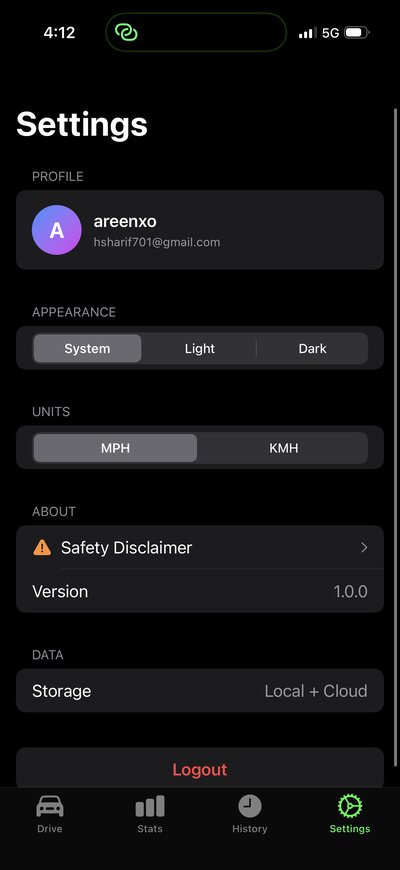 4:12
5G
Settings
PROFILE
A
areenxo
hsharif701@gmail.com
APPEARANCE
System Light Dark
UNITS
MPH KMH
ABOUT
Safety Disclaimer
Version 1.0.0
DATA
Storage Local + Cloud
Logout
Drive Stats History Settings